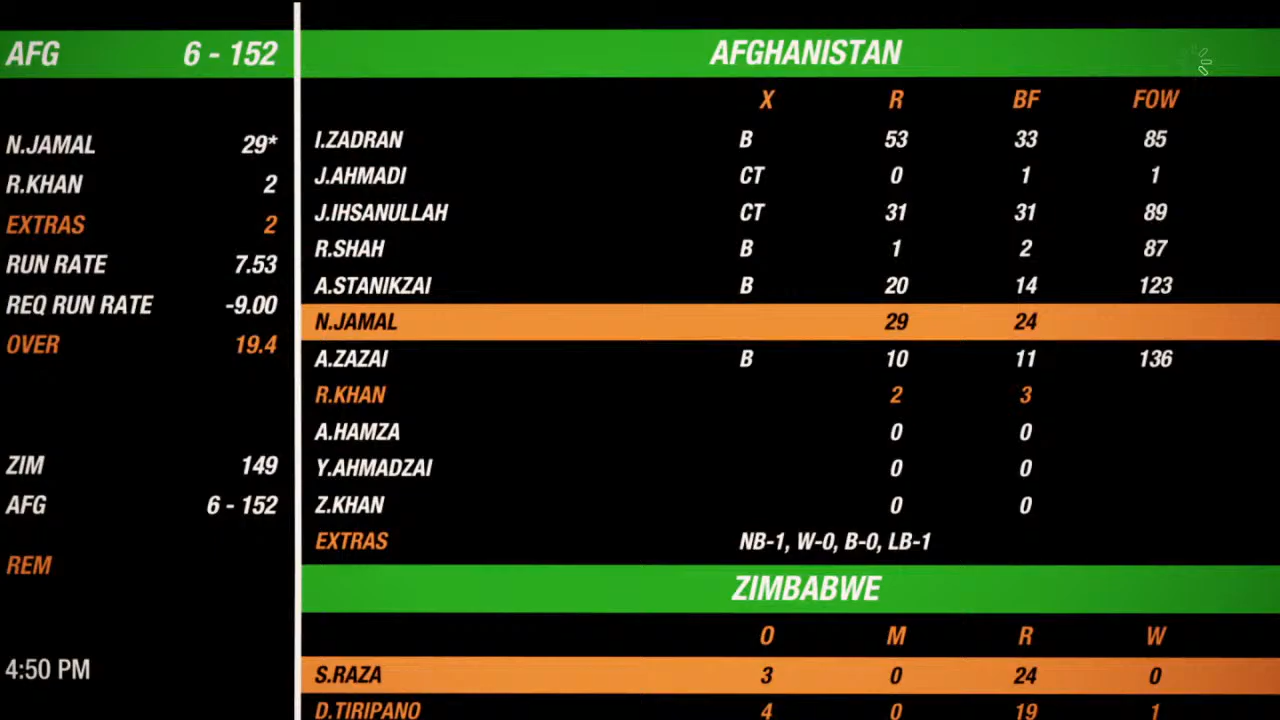 AFG 6 - 152
N.JAMAL 29*
R.KHAN 2
EXTRAS 2
RUN RATE 7.53
REQ RUN RATE -9.00
OVER 19.4
ZIM 149
AFG 6 - 152
REM
4:50 PM
AFGHANISTAN
X R BF FOW
I.ZADRAN B 53 33 85
J.AHMADI CT 0 1 1
J.IHSANULLAH CT 31 31 89
R.SHAH B 1 2 87
A.STANIKZAI B 20 14 123
N.JAMAL 29 24
A.ZAZAI B 10 11 136
R.KHAN 2 3
A.HAMZA 0 0
Y.AHMADZAI 0 0
Z.KHAN 0 0
EXTRAS NB-1, W-0, B-0, LB-1
ZIMBABWE
O M R W
S.RAZA 3 0 24 0
D.TIRIPANO 4 0 19 1